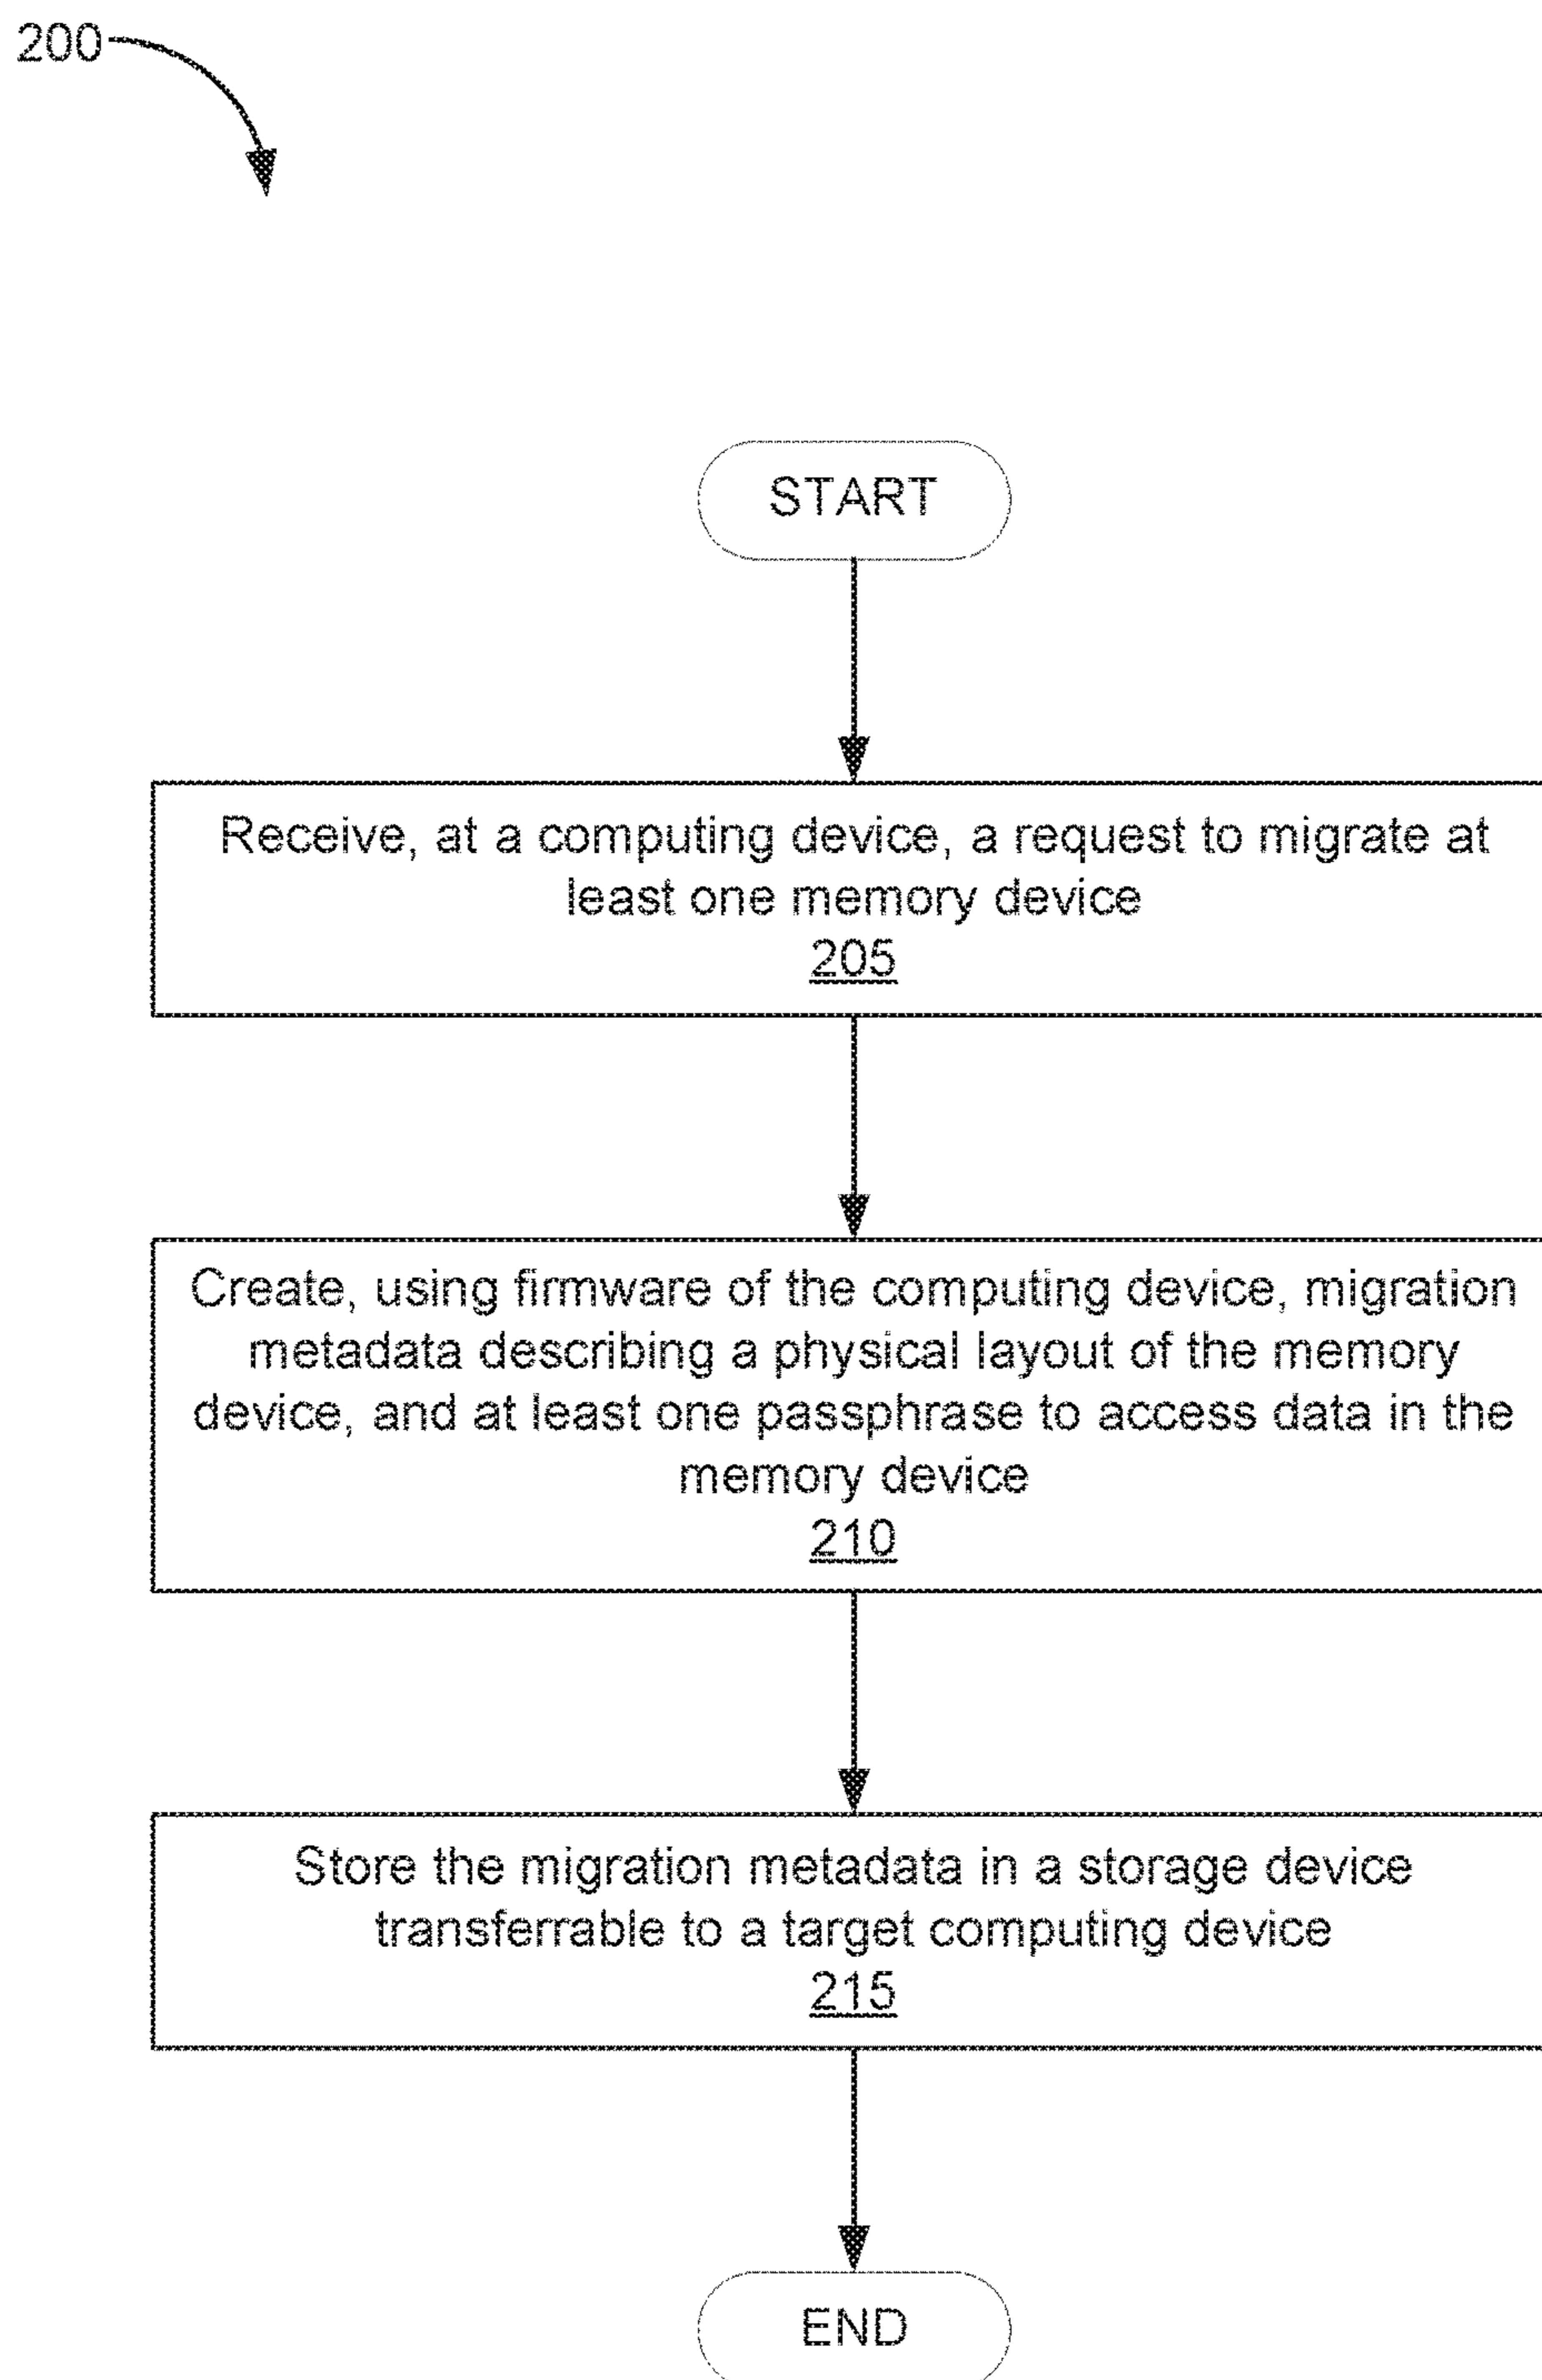 200
START
Receive, at a computing device, a request to migrate at
least one memory device
205
Create, using firmware of the computing device, migration
metadata describing a physical layout of the memory
device, and at least one passphrase to access data in the
memory device
210
Store the migration metadata in a storage device
transferrable to a target computing device
215
END